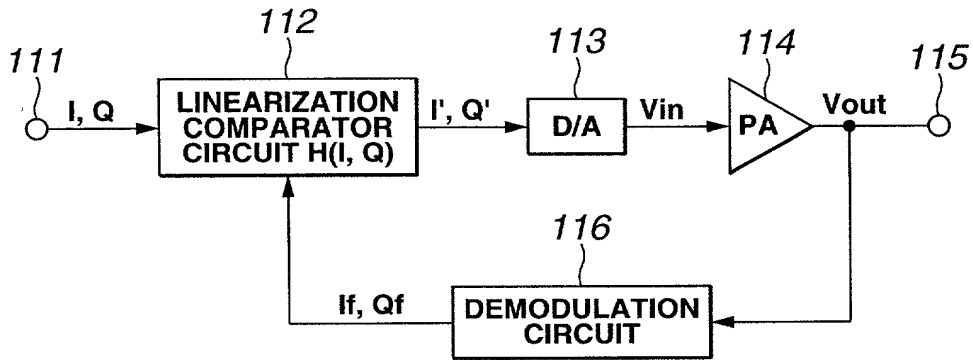 111
112
113
114
115
I, Q
LINEARIZATION
COMPARATOR
CIRCUIT H(I, Q)
I', Q'
D/A
Vin
PA
Vout
116
If, Qf
DEMODULATION
CIRCUIT